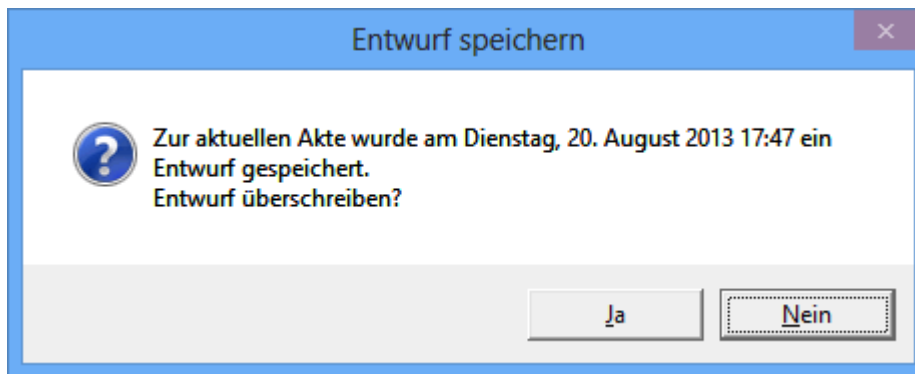 Entwurf speichern
Zur aktuellen Akte wurde am Dienstag, 20. August 2013 17:47 ein
Entwurf gespeichert.
Entwurf überschreiben?
Ja
Nein